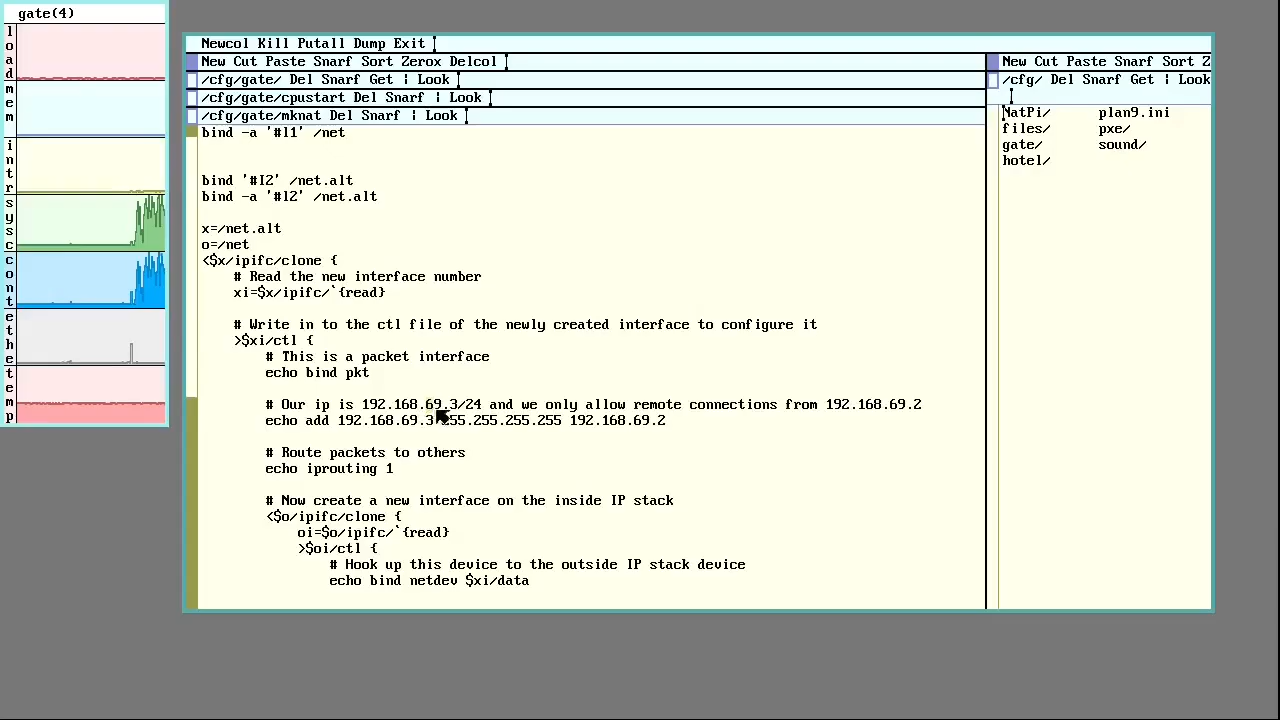 gate(4)
load
mem
intr
sysc
cont
ethe
temp
Newcol Kill Putall Dump Exit
New Cut Paste Snarf Sort Zerox Delcol
/cfg/gate/ Del Snarf Get | Look
/cfg/gate/cpustart Del Snarf | Look
/cfg/gate/mknat Del Snarf | Look
bind -a '#l1' /net
bind '#I2' /net.alt
bind -a '#l2' /net.alt
x=/net.alt
o=/net
<$x/ipifc/clone {
# Read the new interface number
xi=$x/ipifc/`{read}
# Write in to the ctl file of the newly created interface to configure it
>$xi/ctl {
# This is a packet interface
echo bind pkt
# Our ip is 192.168.69.3/24 and we only allow remote connections from 192.168.69.2
echo add 192.168.69.3 255.255.255.255 192.168.69.2
# Route packets to others
echo iprouting 1
# Now create a new interface on the inside IP stack
<$o/ipifc/clone {
oi=$o/ipifc/`{read}
>$oi/ctl {
# Hook up this device to the outside IP stack device
echo bind netdev $xi/data
New Cut Paste Snarf Sort Z
/cfg/ Del Snarf Get | Look
NatPi/ plan9.ini
files/ pxe/
gate/ sound/
hotel/